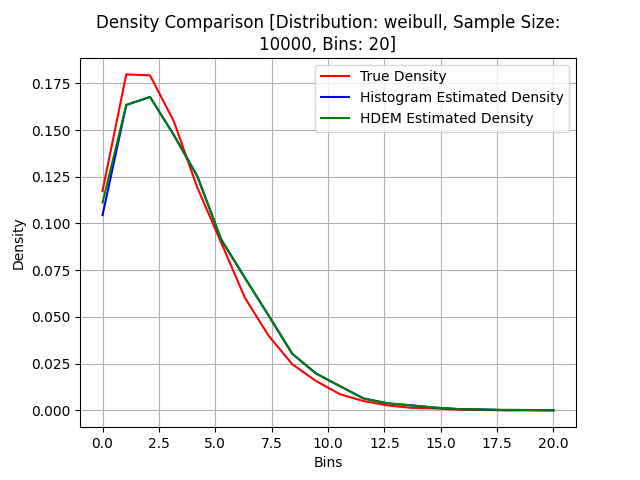 Density Comparison [Distribution: weibull, Sample Size:
10000, Bins: 20]
True Density
Histogram Estimated Density
HDEM Estimated Density
Density
0.175
0.150
0.125
0.100
0.075
0.050
0.025
0.000
0.0 2.5 5.0 7.5 10.0 12.5 15.0 17.5 20.0
Bins